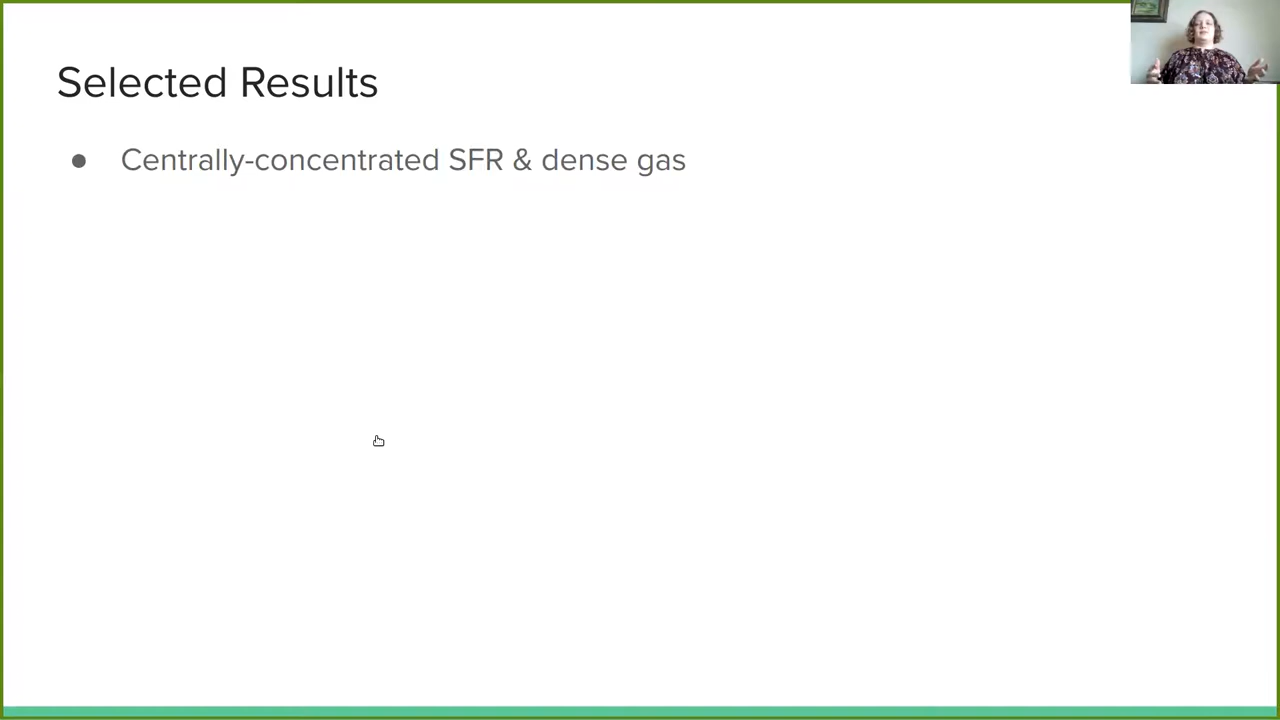 Selected Results
● Centrally-concentrated SFR & dense gas